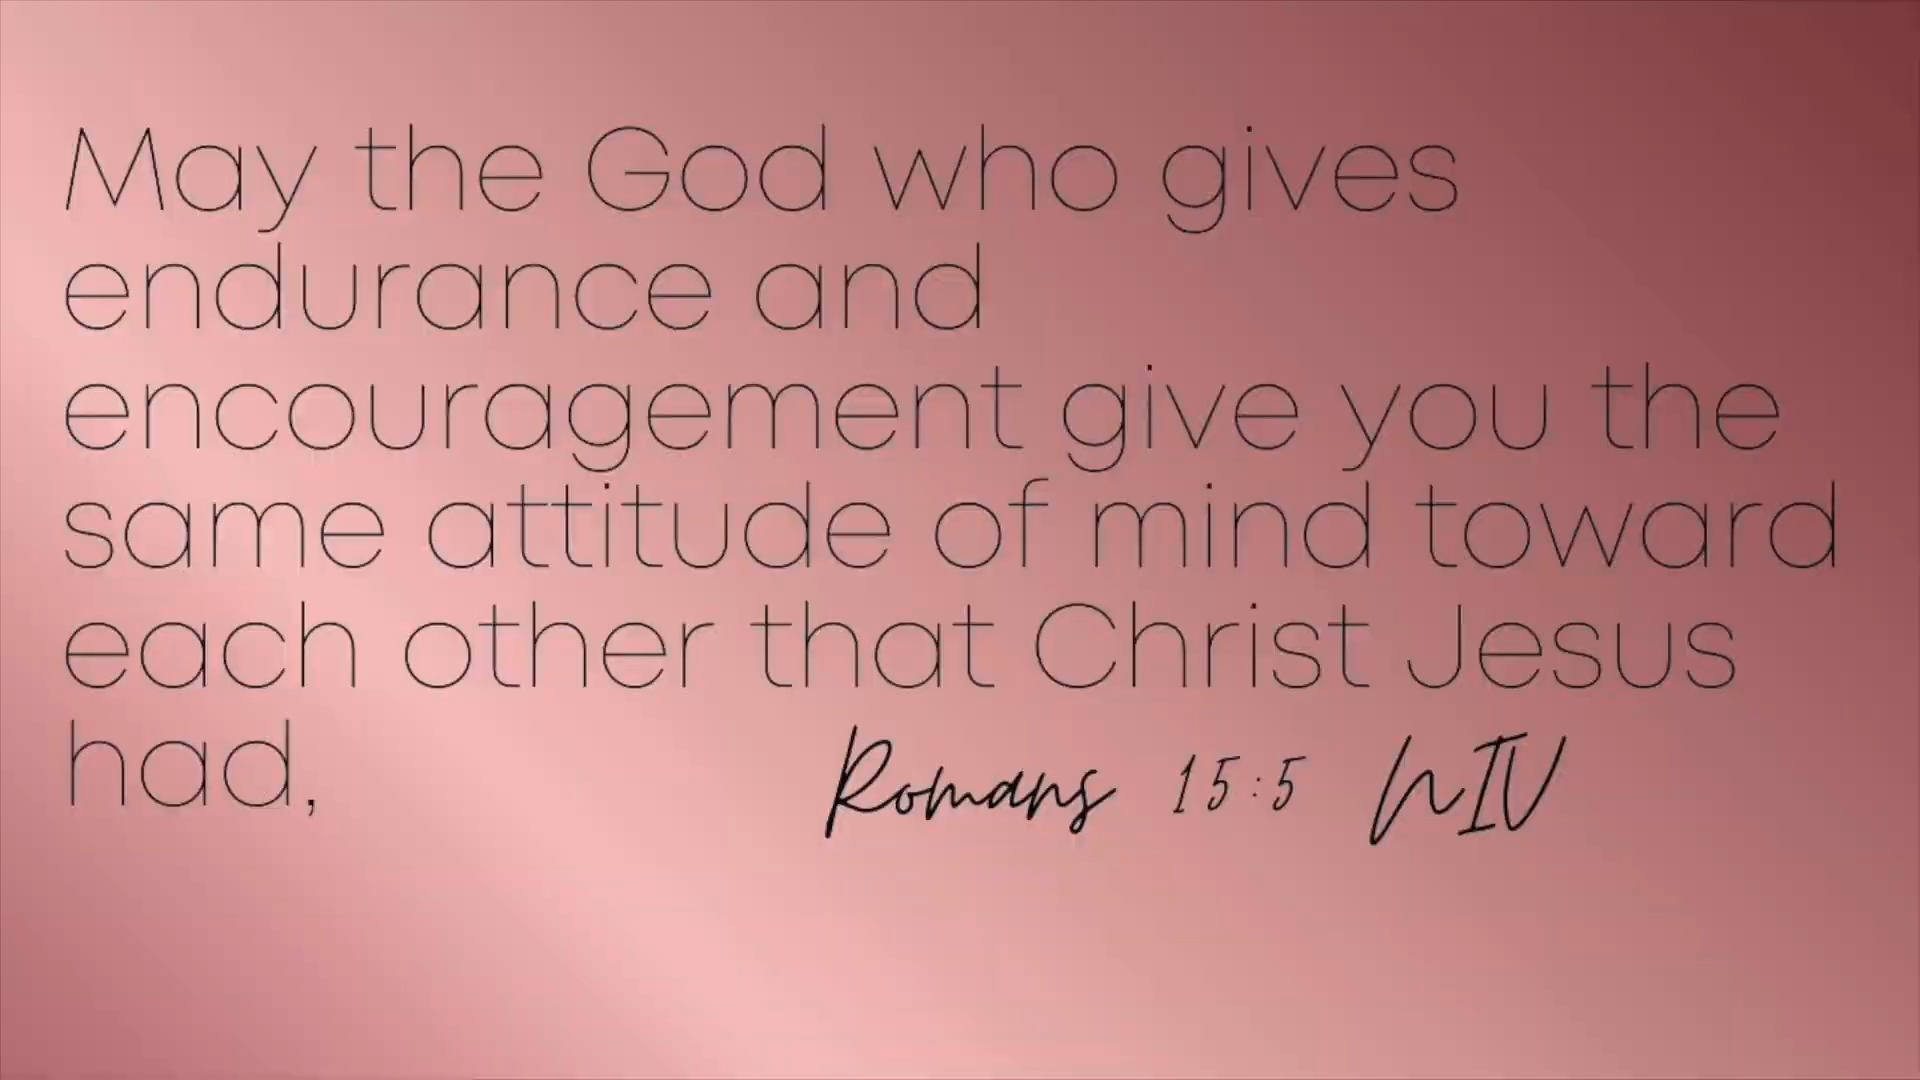 May the God who gives
endurance and
encouragement give you the
same attitude of mind toward
each other that Christ Jesus
had,
Romans 15:5 NIV